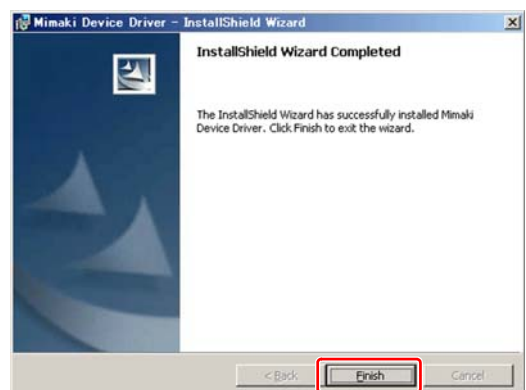 Mimaki Device Driver - InstallShield Wizard
InstallShield Wizard Completed
The InstallShield Wizard has successfully installed Mimaki
Device Driver. Click Finish to exit the wizard.
< Back
Finish
Cancel